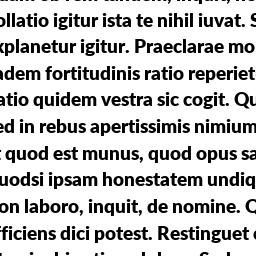 ollatio igitur ista te nihil iuvat. S
xplanetur igitur. Praeclarae mo
adem fortitudinis ratio reperiet
atio quidem vestra sic cogit. Qu
ed in rebus apertissimis nimium
t quod est munus, quod opus sa
uodsi ipsam honestatem undiq
on laboro, inquit, de nomine. Q
fficiens dici potest. Restinguet